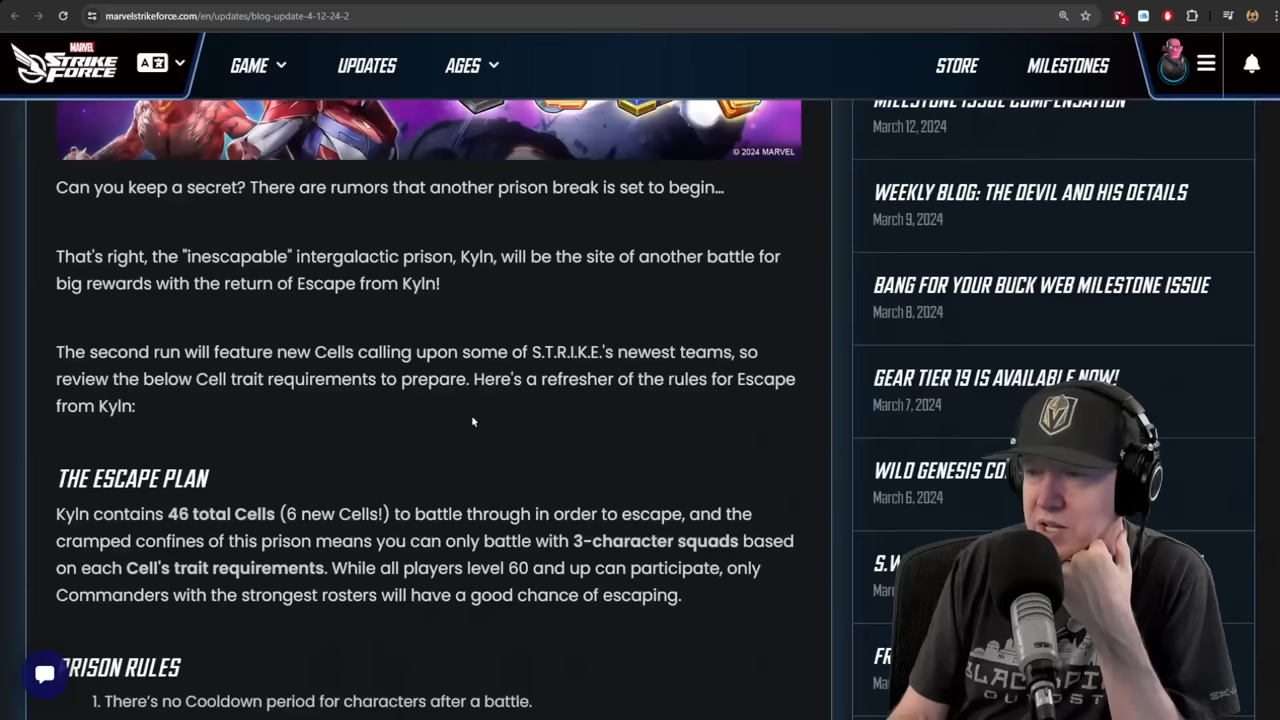 marvelstrikeforce.com/en/updates/blog-update-4-12-24-2
2
MARVEL
STRIKE FORCE
GAME
UPDATES
AGES
STORE
MILESTONES
© 2024 MARVEL
Can you keep a secret? There are rumors that another prison break is set to begin...
That's right, the "inescapable" intergalactic prison, Kyln, will be the site of another battle for
big rewards with the return of Escape from Kyln!
The second run will feature new Cells calling upon some of S.T.R.I.K.E.'s newest teams, so
review the below Cell trait requirements to prepare. Here's a refresher of the rules for Escape
from Kyln:
THE ESCAPE PLAN
Kyln contains 46 total Cells (6 new Cells!) to battle through in order to escape, and the
cramped confines of this prison means you can only battle with 3-character squads based
on each Cell's trait requirements. While all players level 60 and up can participate, only
Commanders with the strongest rosters will have a good chance of escaping.
PRISON RULES
1. There's no Cooldown period for characters after a battle.
MILESTONE ISSUE COMPENSATION
March 12, 2024
WEEKLY BLOG: THE DEVIL AND HIS DETAILS
March 9, 2024
BANG FOR YOUR BUCK WEB MILESTONE ISSUE
March 8, 2024
GEAR TIER 19 IS AVAILABLE NOW!
March 7, 2024
WILD GENESIS CO
March 6, 2024
S.W
Ma
FR
Ma
OUTPOST